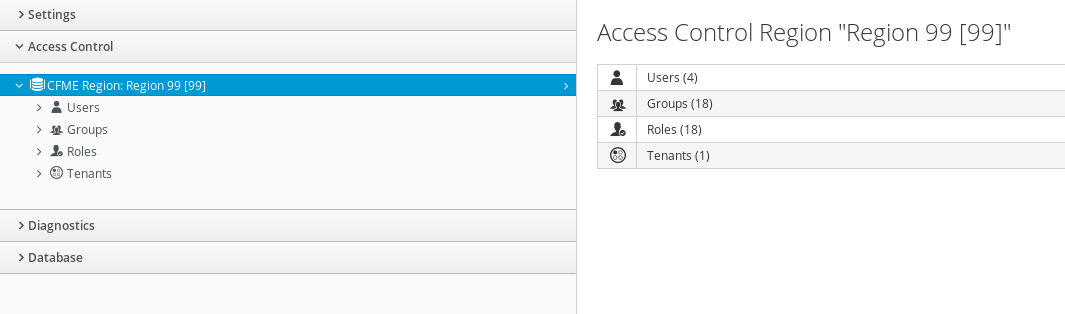 Settings
Access Control
CFME Region: Region 99 [99]
Users
Groups
Roles
Tenants
Diagnostics
Database
Access Control Region "Region 99 [99]"
Users (4)
Groups (18)
Roles (18)
Tenants (1)